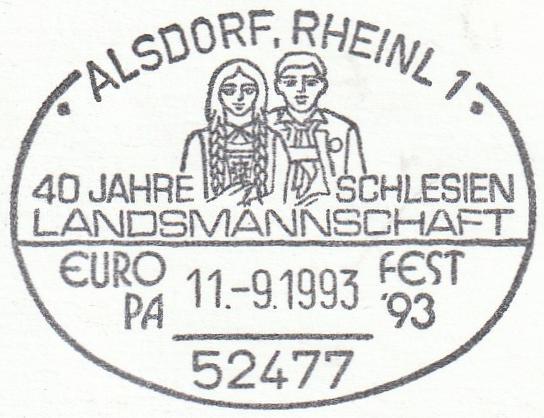 ALSDORF, RHEINL 1
40 JAHRE SCHLESIEN
LANDSMANNSCHAFT
EURO
PA
11.-9.1993
FEST
'93
52477